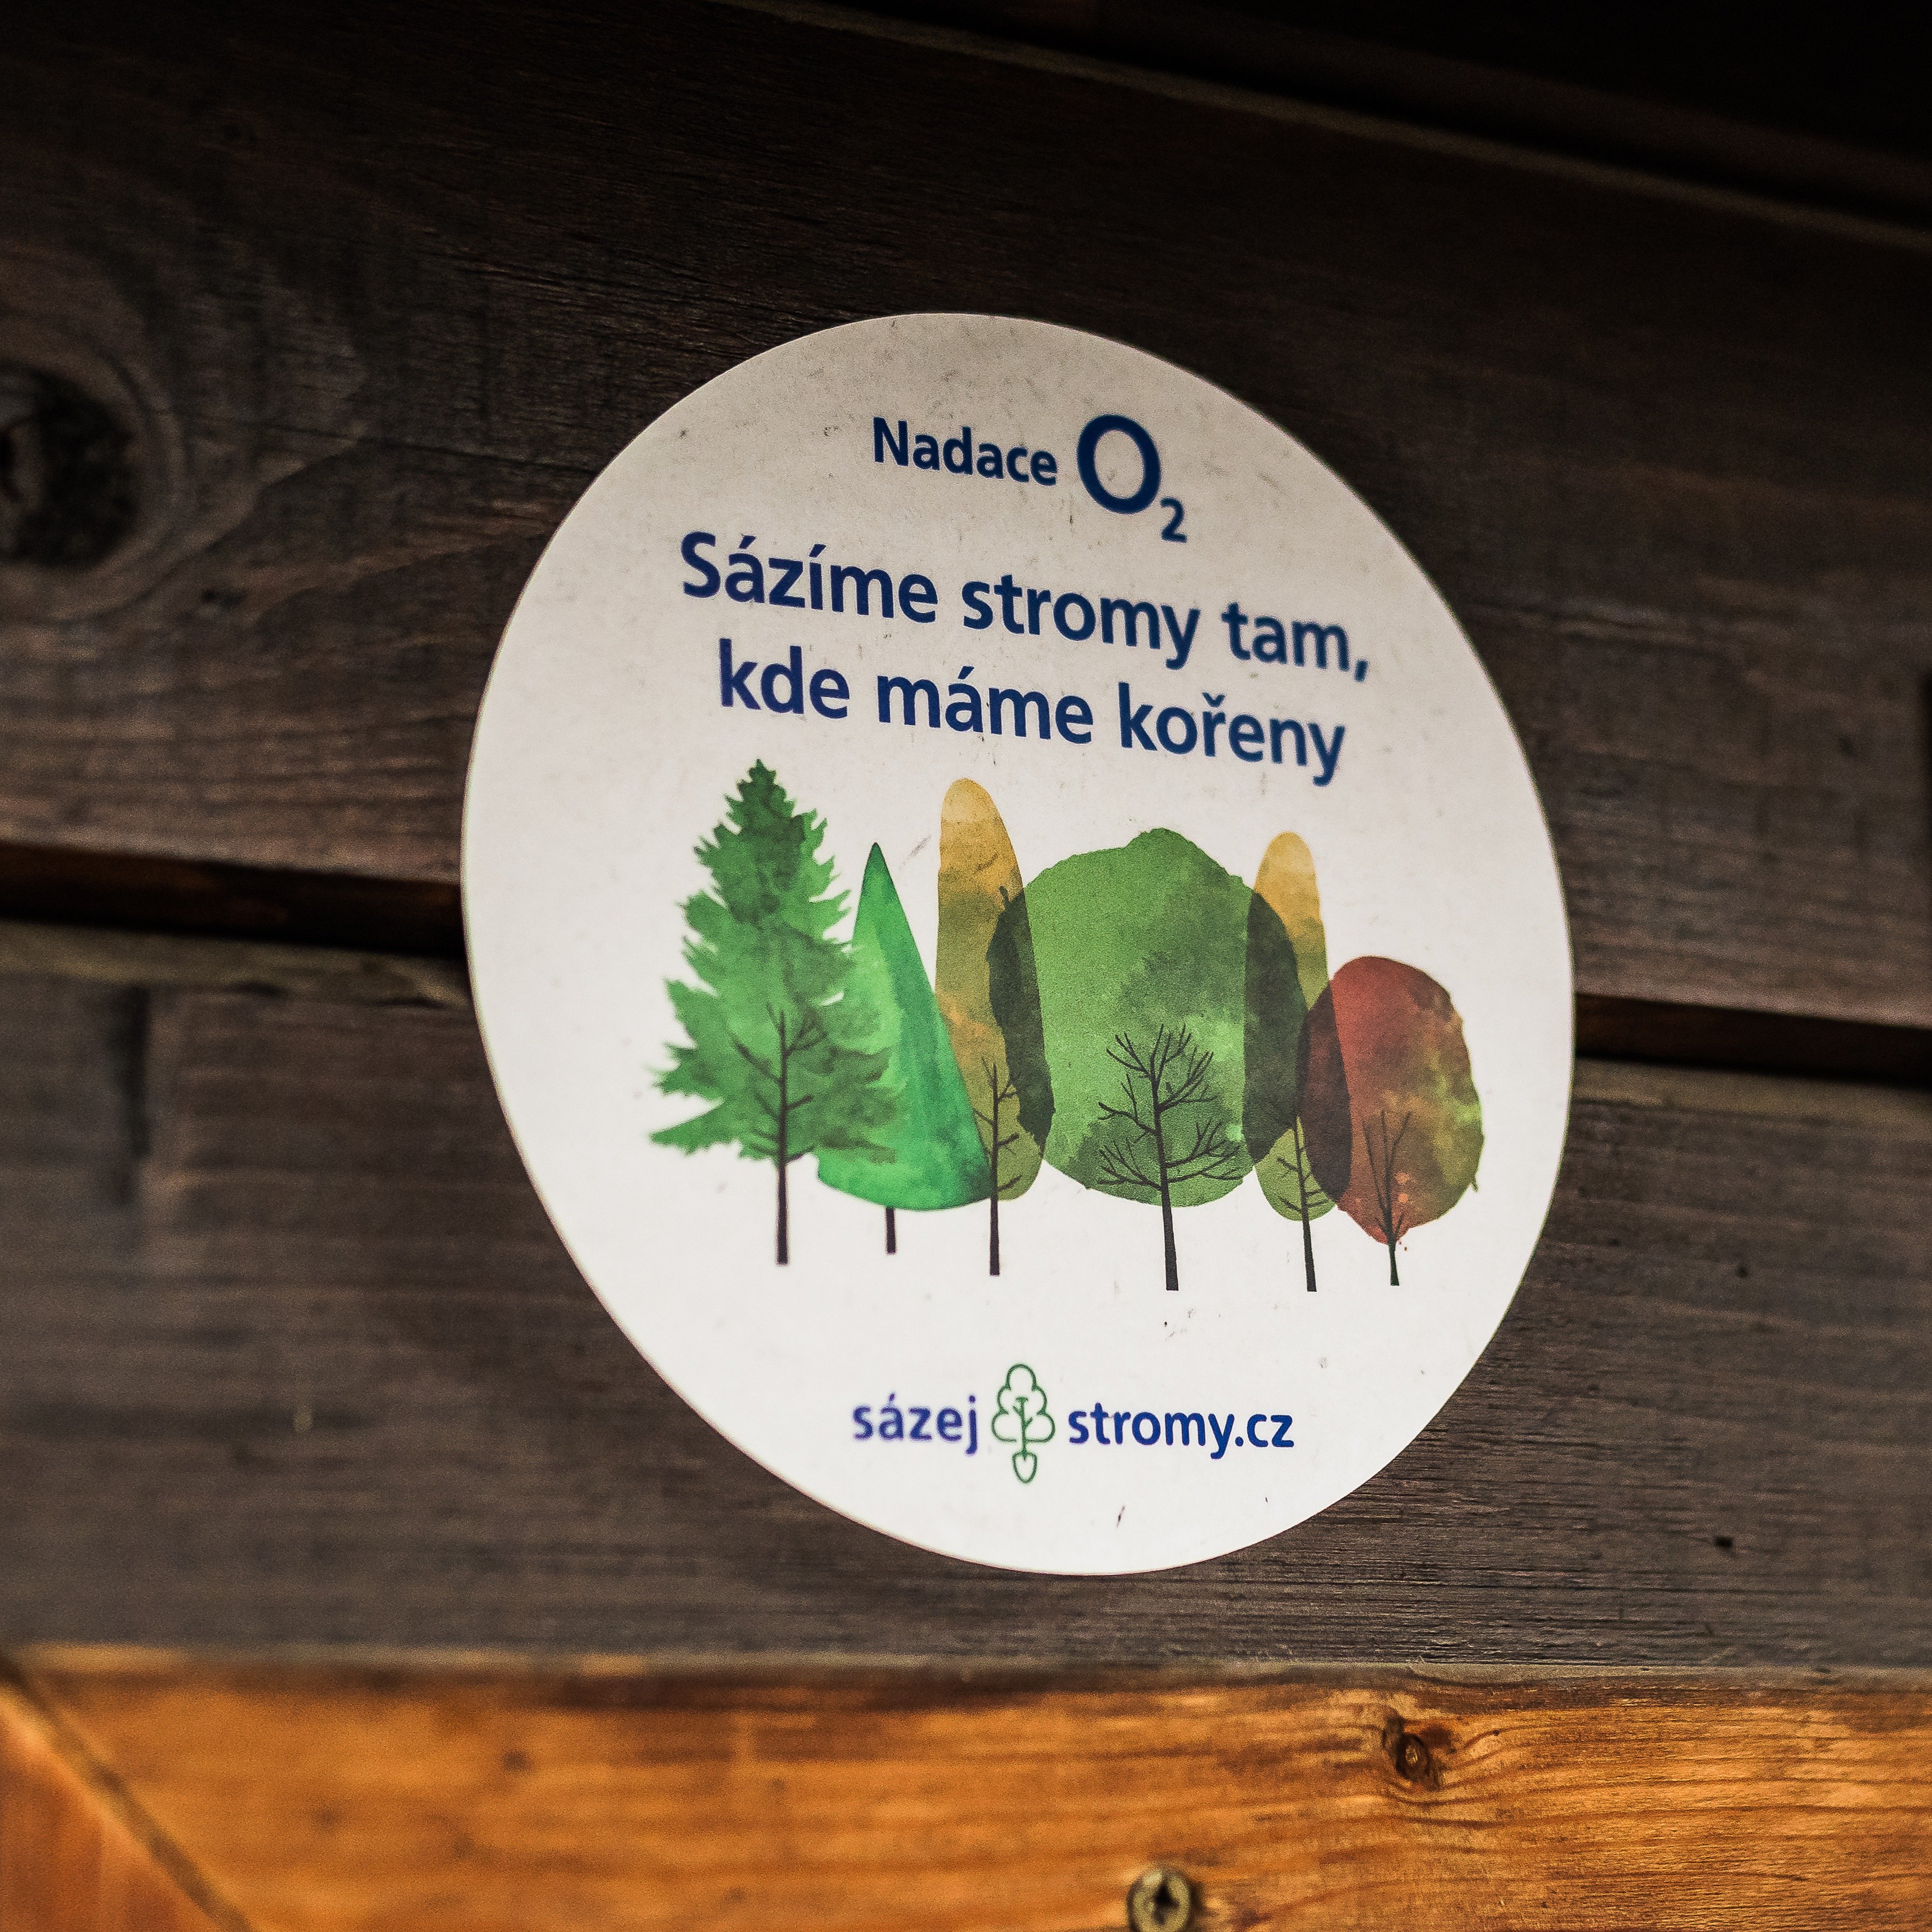 Nadace O2
Sázíme stromy tam,
kde máme kořeny
sázej stromy.cz